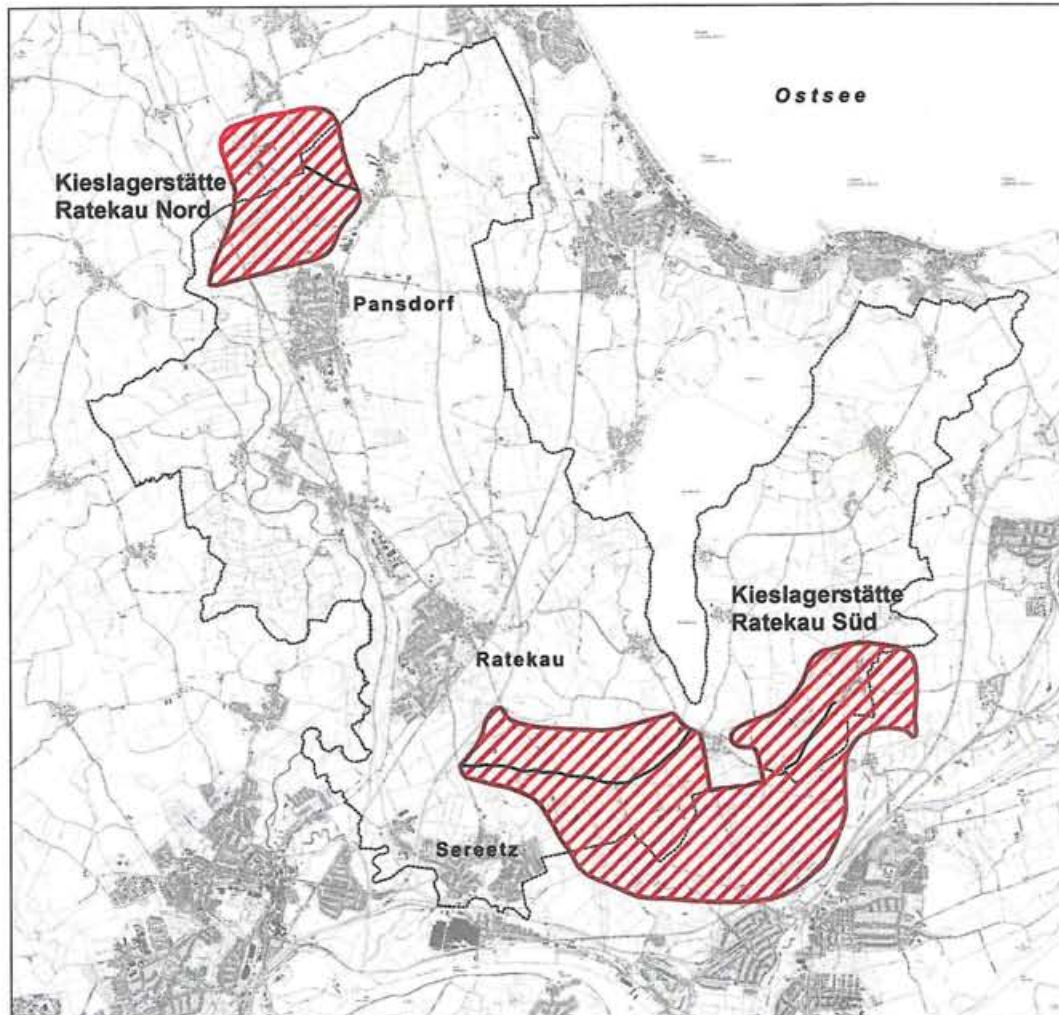 Ostsee
Kieslagerstätte
Ratekau Nord
Pansdorf
Kieslagerstätte
Ratekau Süd
Ratekau
Sereetz